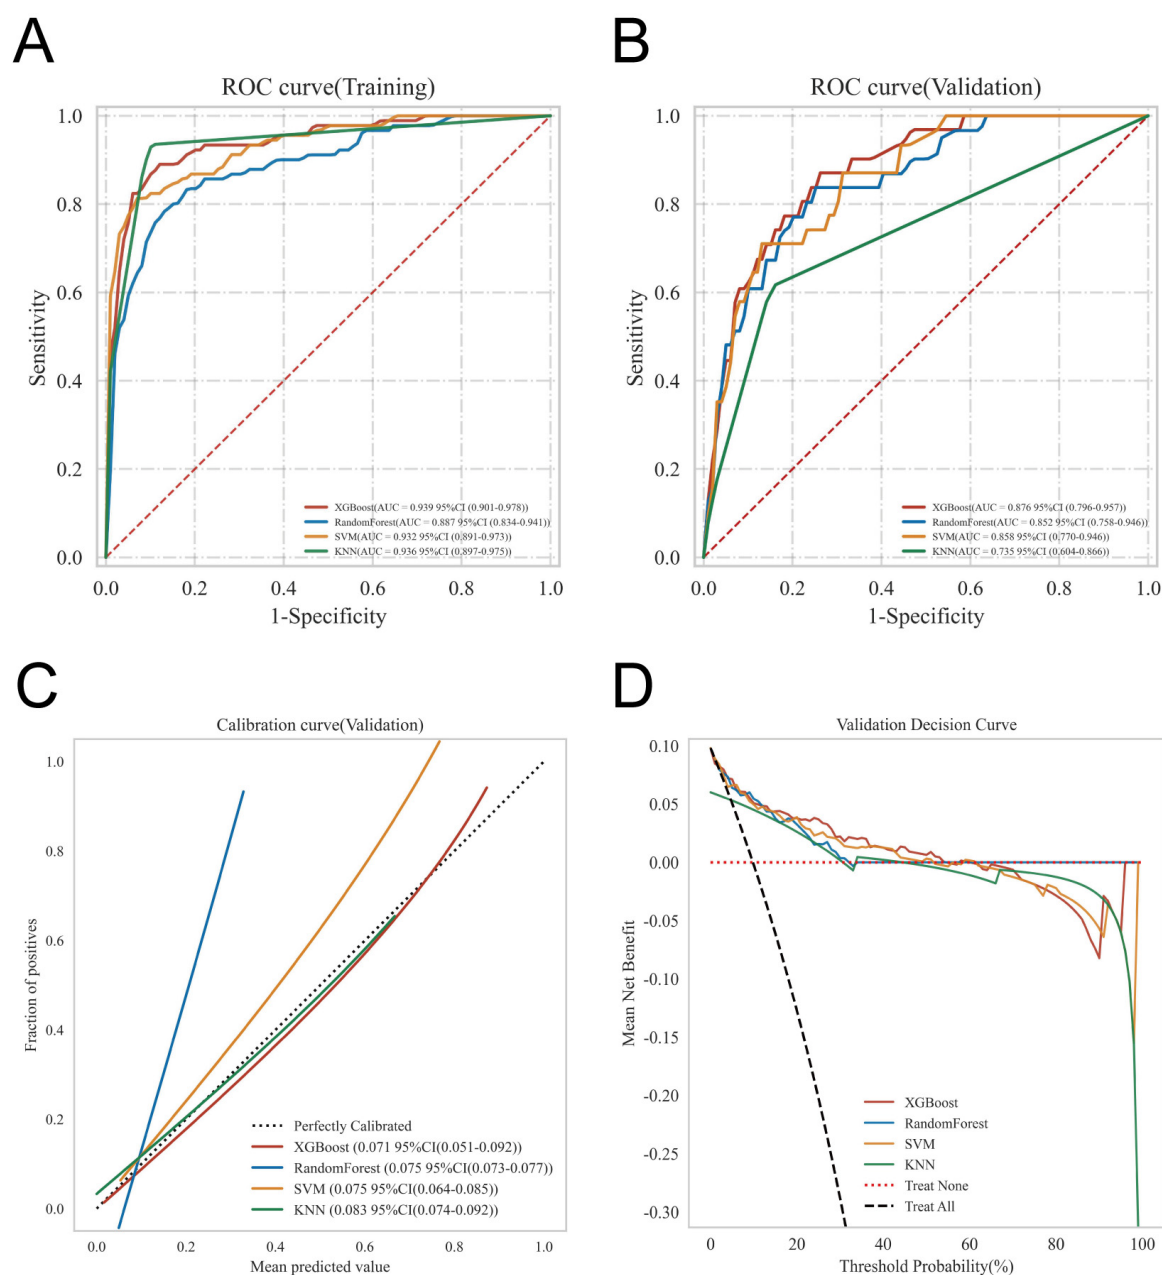 A
ROC curve(Training)
Sensitivity
1.0
0.8
0.6
0.4
0.2
0.0
XGBoost(AUC = 0.939 95%CI (0.901-0.978))
RandomForest(AUC = 0.887 95%CI (0.834-0.941))
SVM(AUC = 0.932 95%CI (0.891-0.973))
KNN(AUC = 0.936 95%CI (0.897-0.975))
0.0 0.2 0.4 0.6 0.8 1.0
1-Specificity
B
ROC curve(Validation)
Sensitivity
1.0
0.8
0.6
0.4
0.2
0.0
XGBoost(AUC = 0.876 95%CI (0.796-0.957))
RandomForest(AUC = 0.852 95%CI (0.758-0.946))
SVM(AUC = 0.858 95%CI (0.770-0.946))
KNN(AUC = 0.735 95%CI (0.604-0.866))
0.0 0.2 0.4 0.6 0.8 1.0
1-Specificity
C
Calibration curve(Validation)
Fraction of positives
1.0
0.8
0.6
0.4
0.2
0.0
Perfectly Calibrated
XGBoost (0.071 95%CI(0.051-0.092))
RandomForest (0.075 95%CI(0.073-0.077))
SVM (0.075 95%CI(0.064-0.085))
KNN (0.083 95%CI(0.074-0.092))
0.0 0.2 0.4 0.6 0.8 1.0
Mean predicted value
D
Validation Decision Curve
Mean Net Benefit
0.10
0.05
0.00
-0.05
-0.10
-0.15
-0.20
-0.25
-0.30
XGBoost
RandomForest
SVM
KNN
Treat None
Treat All
0 20 40 60 80 100
Threshold Probability(%)